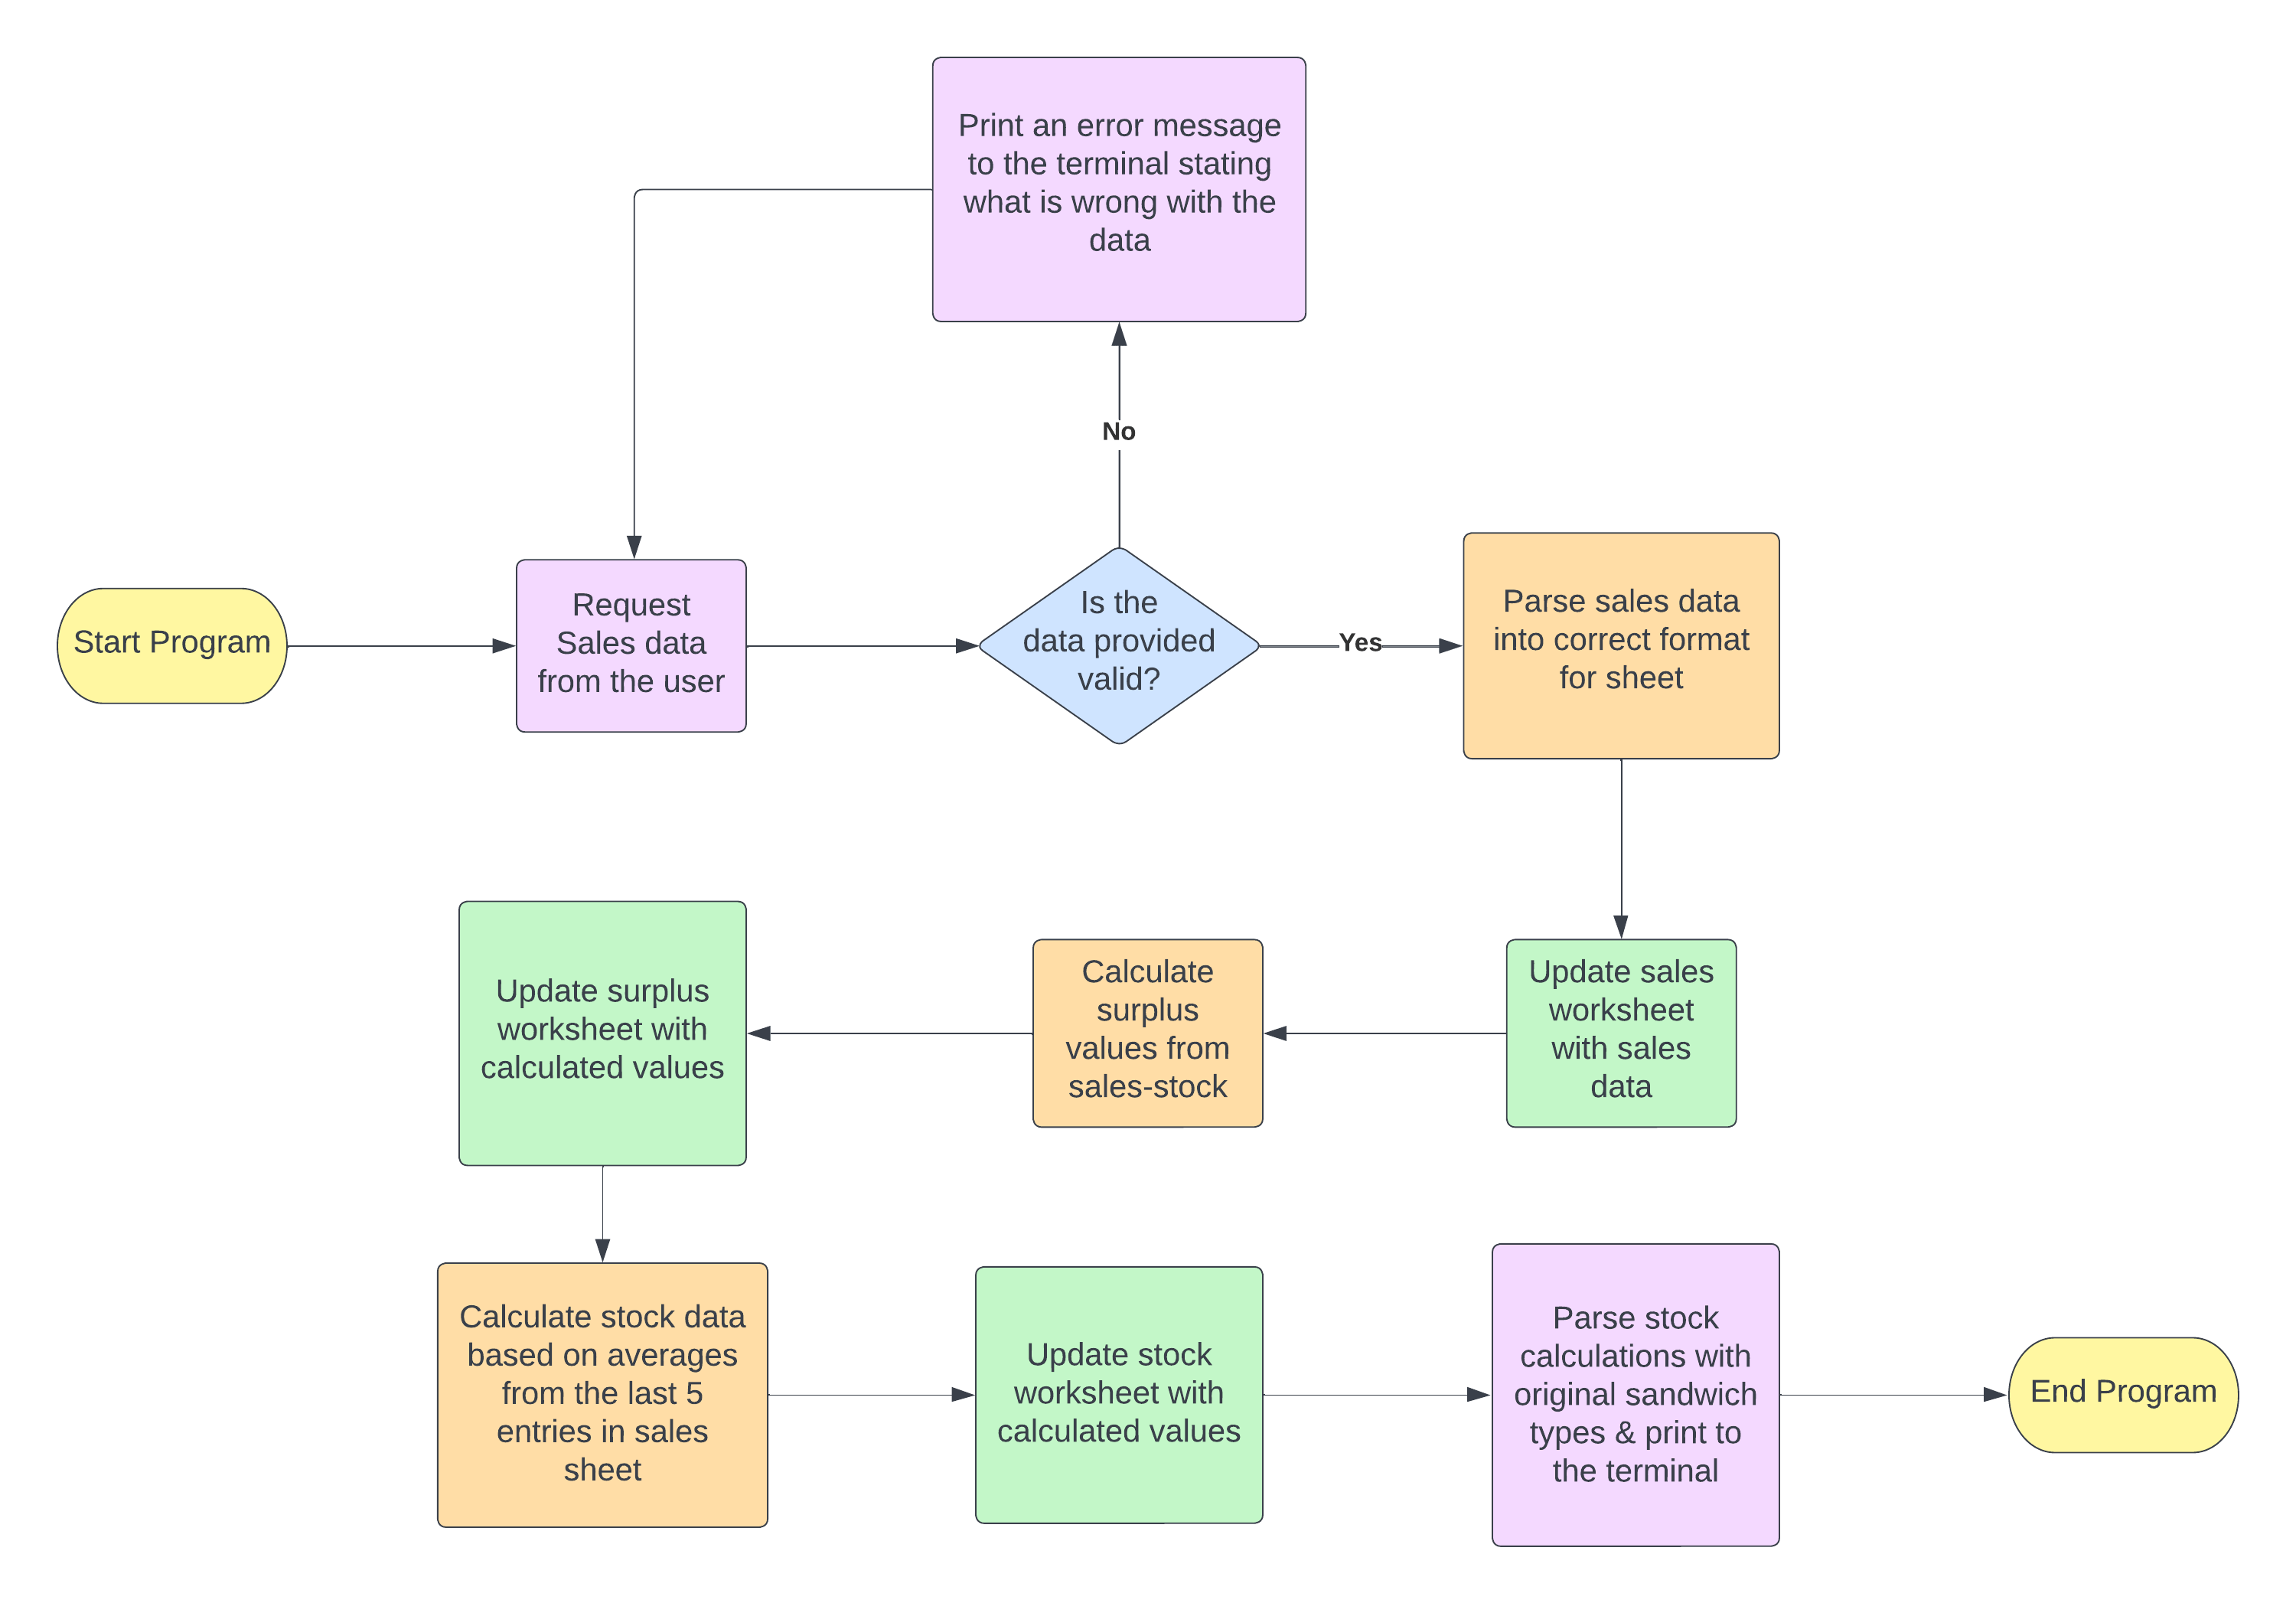 Print an error message
to the terminal stating
what is wrong with the
data
No
Start Program
Request
Sales data
from the user
Is the
data provided
valid?
Yes
Parse sales data
into correct format
for sheet
Update sales
worksheet
with sales
data
Calculate
surplus
values from
sales-stock
Update surplus
worksheet with
calculated values
Calculate stock data
based on averages
from the last 5
entries in sales
sheet
Update stock
worksheet with
calculated values
Parse stock
calculations with
original sandwich
types & print to
the terminal
End Program